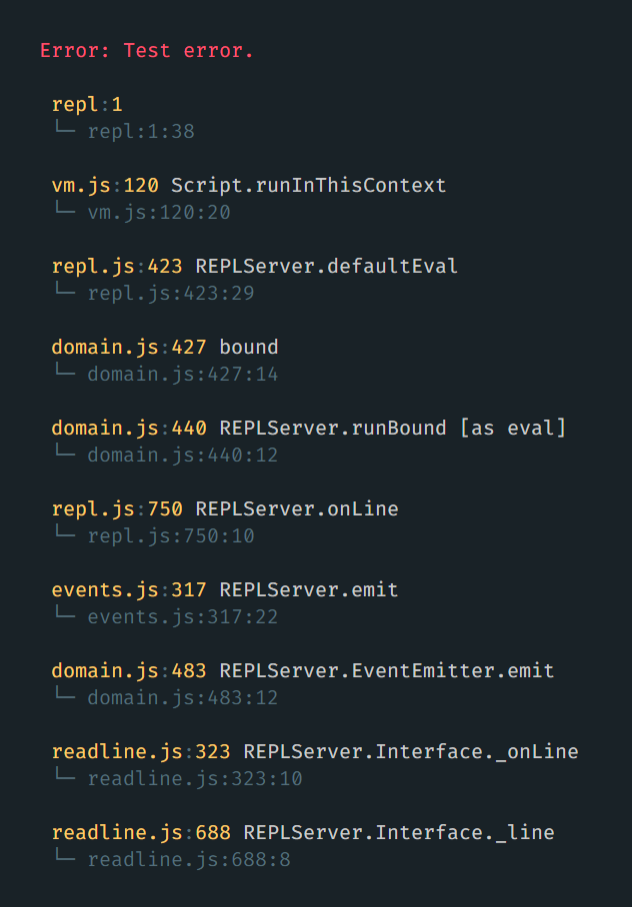 Error: Test error.
repl:1
└─ repl:1:38
vm.js:120 Script.runInThisContext
└─ vm.js:120:20
repl.js:423 REPLServer.defaultEval
└─ repl.js:423:29
domain.js:427 bound
└─ domain.js:427:14
domain.js:440 REPLServer.runBound [as eval]
└─ domain.js:440:12
repl.js:750 REPLServer.onLine
└─ repl.js:750:10
events.js:317 REPLServer.emit
└─ events.js:317:22
domain.js:483 REPLServer.EventEmitter.emit
└─ domain.js:483:12
readline.js:323 REPLServer.Interface._onLine
└─ readline.js:323:10
readline.js:688 REPLServer.Interface._line
└─ readline.js:688:8